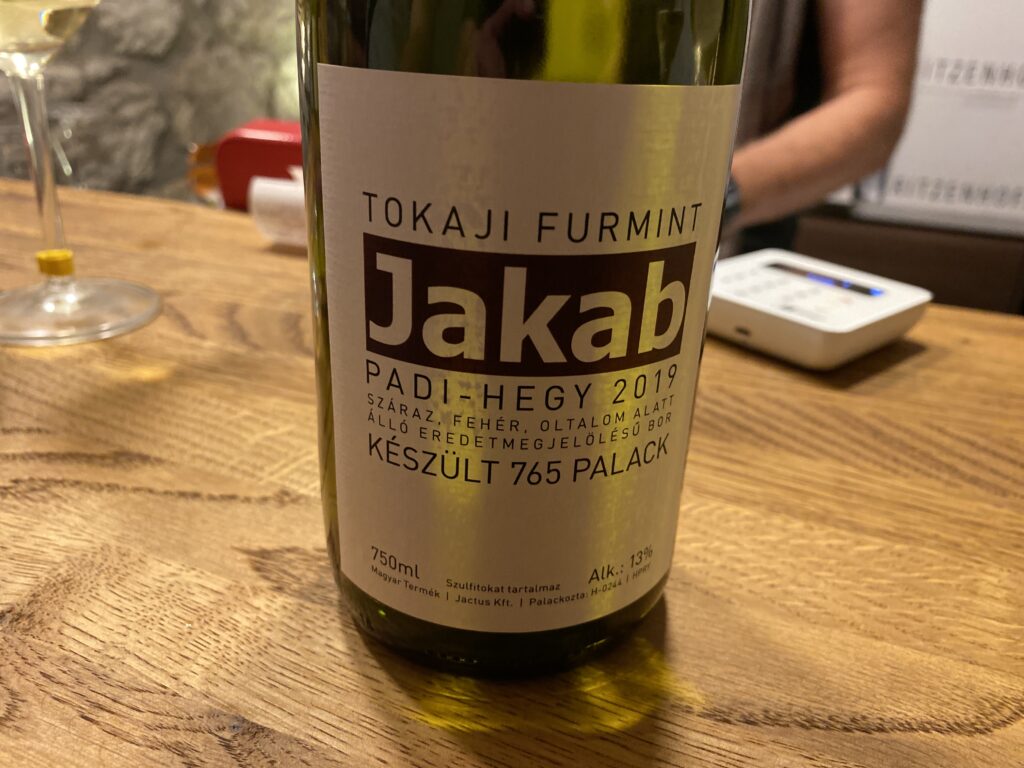 TOKAJI FURMINT
Jakab
PADI-HEGY 2019
SZÁRAZ, FEHÉR, OLTALOM ALATT
ÁLLÓ EREDETMEGJELÖLÉSŰ BOR
KÉSZÜLT 765 PALACK
750ml Szulfitokat tartalmaz Alk.: 13%
Magyar Termék | Jactus Kft. | Palackozta: H-0244 | HPRY